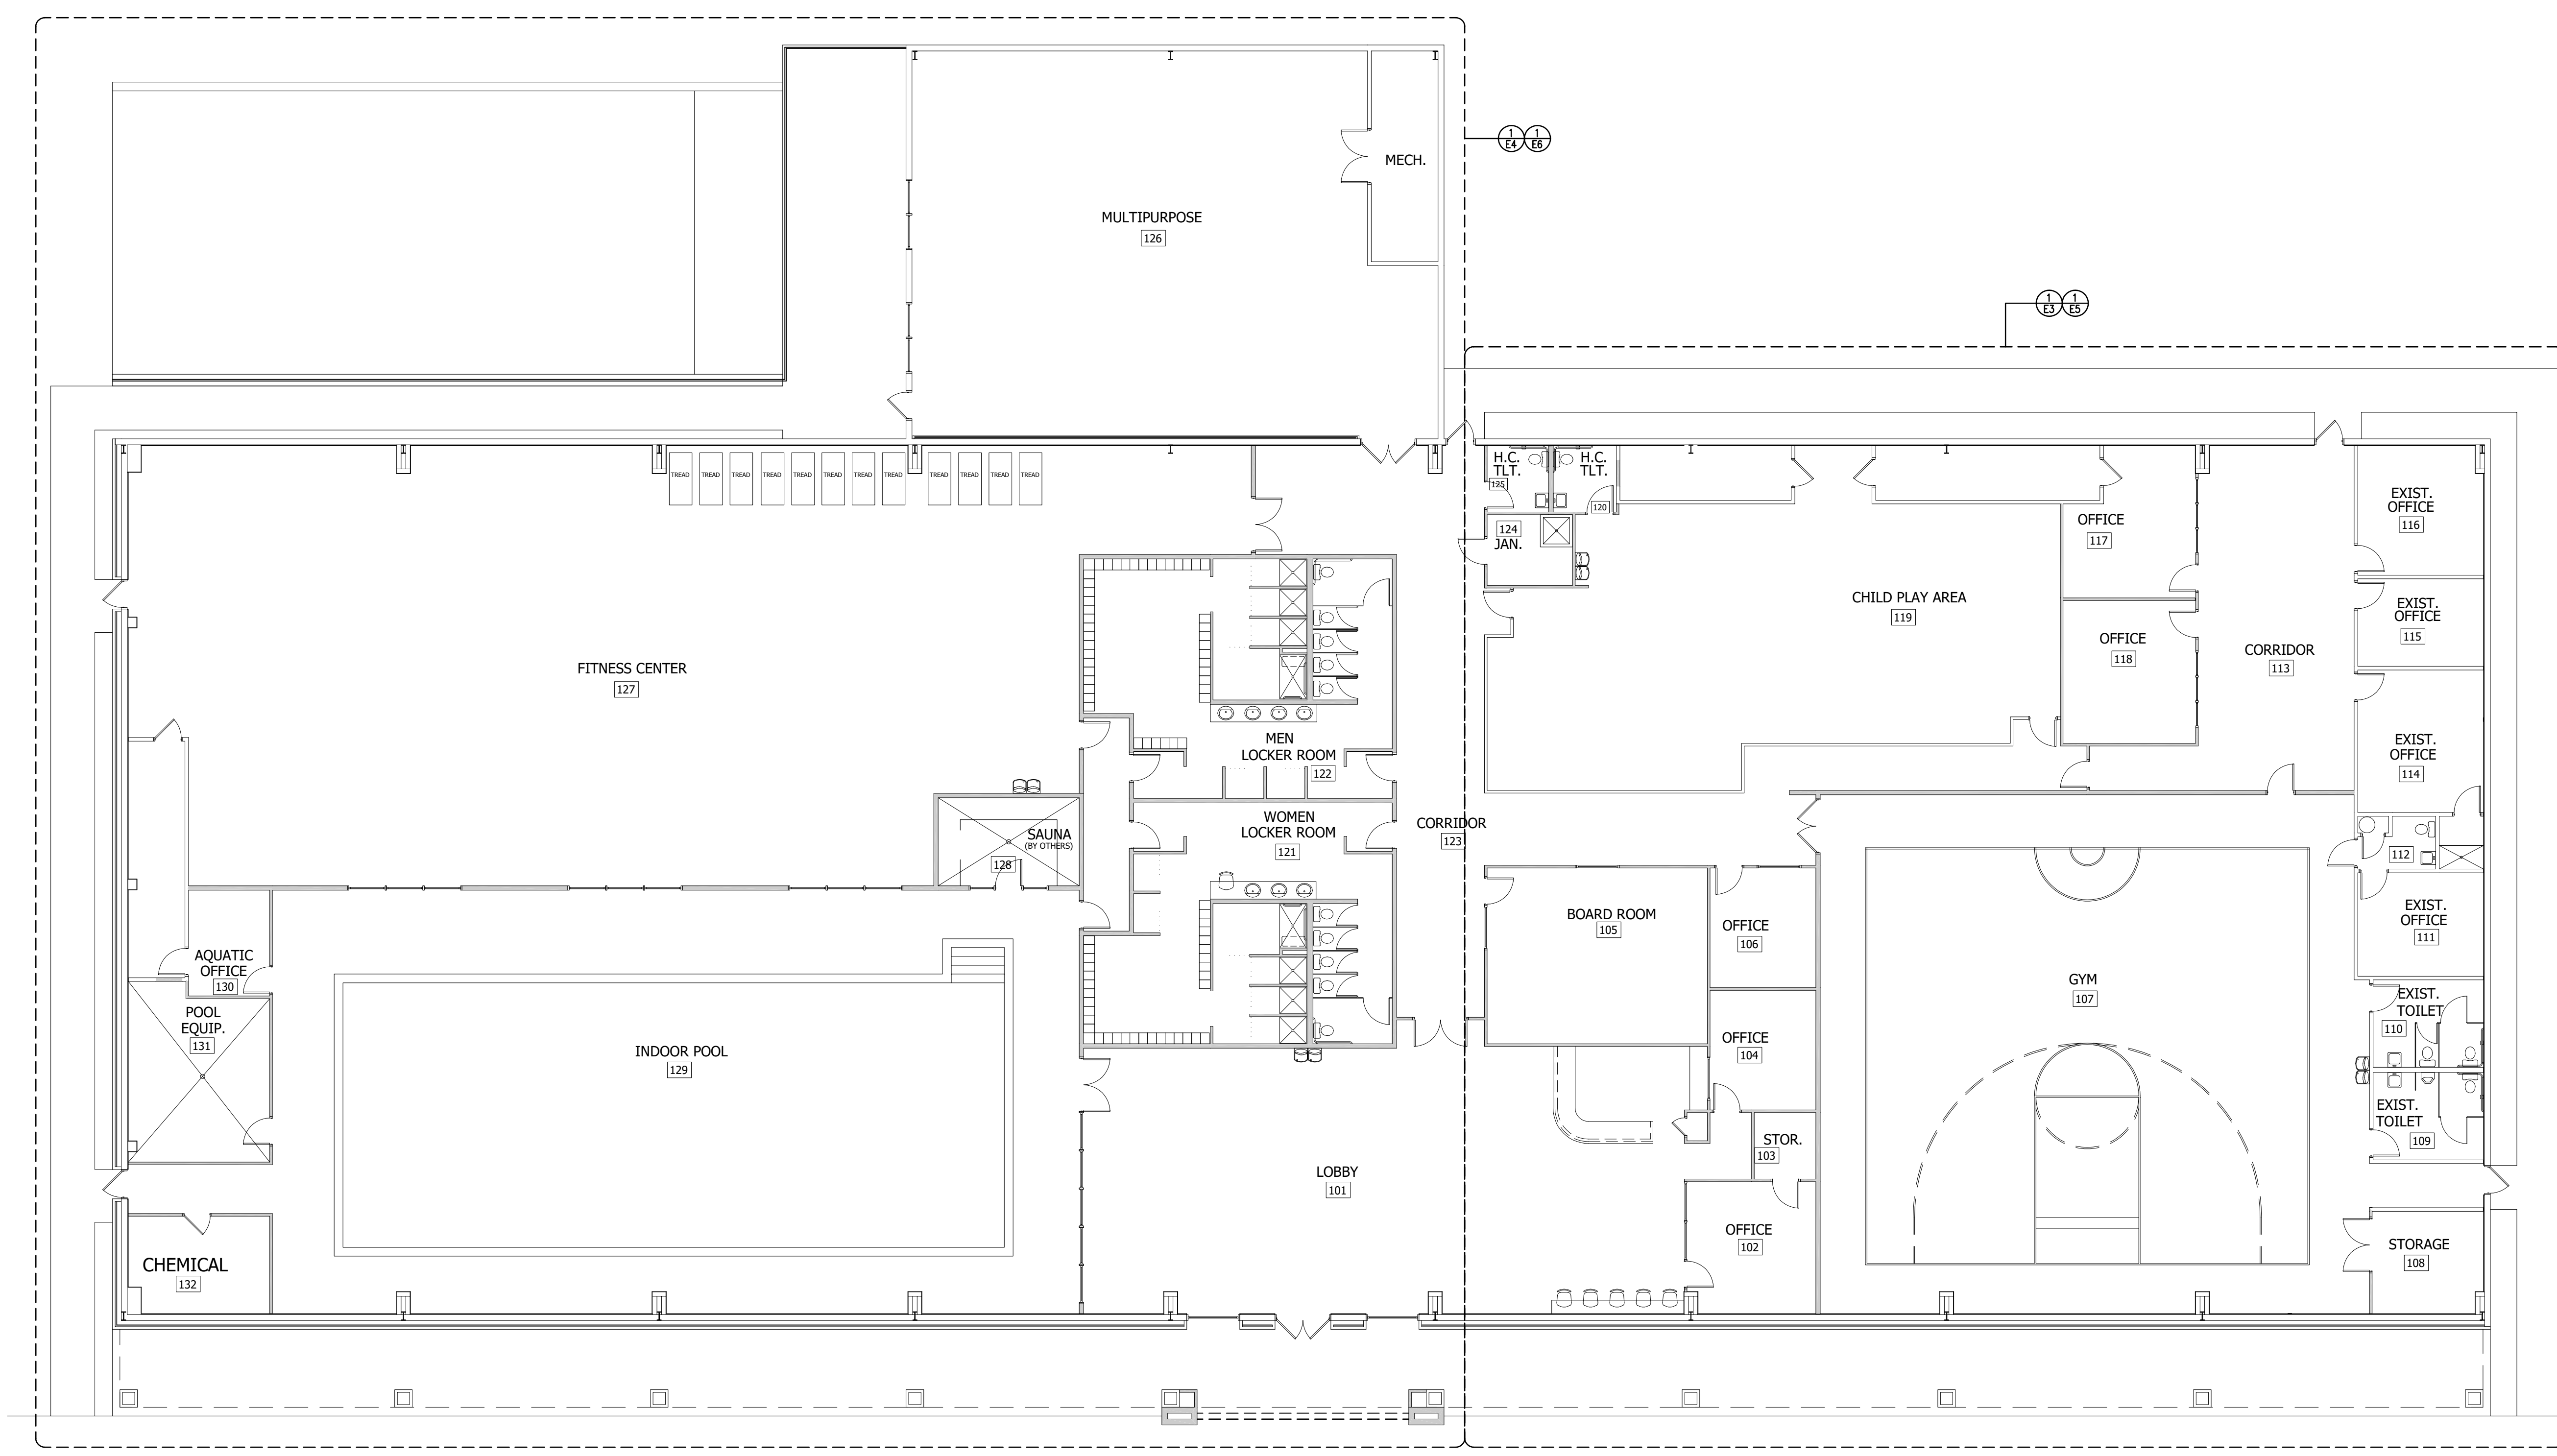 MECH.
1
E4
1
E6
MULTIPURPOSE
126
1
E3
1
E5
TREAD TREAD TREAD TREAD TREAD TREAD TREAD TREAD TREAD TREAD TREAD TREAD
H.C.
TLT.
125
H.C.
TLT.
120
124
JAN.
OFFICE
117
EXIST.
OFFICE
116
CHILD PLAY AREA
119
EXIST.
OFFICE
115
OFFICE
118
CORRIDOR
113
FITNESS CENTER
127
MEN
LOCKER ROOM
122
EXIST.
OFFICE
114
WOMEN
LOCKER ROOM
121
CORRIDOR
123
SAUNA
(BY OTHERS)
128
112
BOARD ROOM
105
OFFICE
106
EXIST.
OFFICE
111
AQUATIC
OFFICE
130
GYM
107
EXIST.
TOILET
110
POOL
EQUIP.
131
INDOOR POOL
129
OFFICE
104
EXIST.
TOILET
109
STOR.
103
LOBBY
101
OFFICE
102
STORAGE
108
CHEMICAL
132